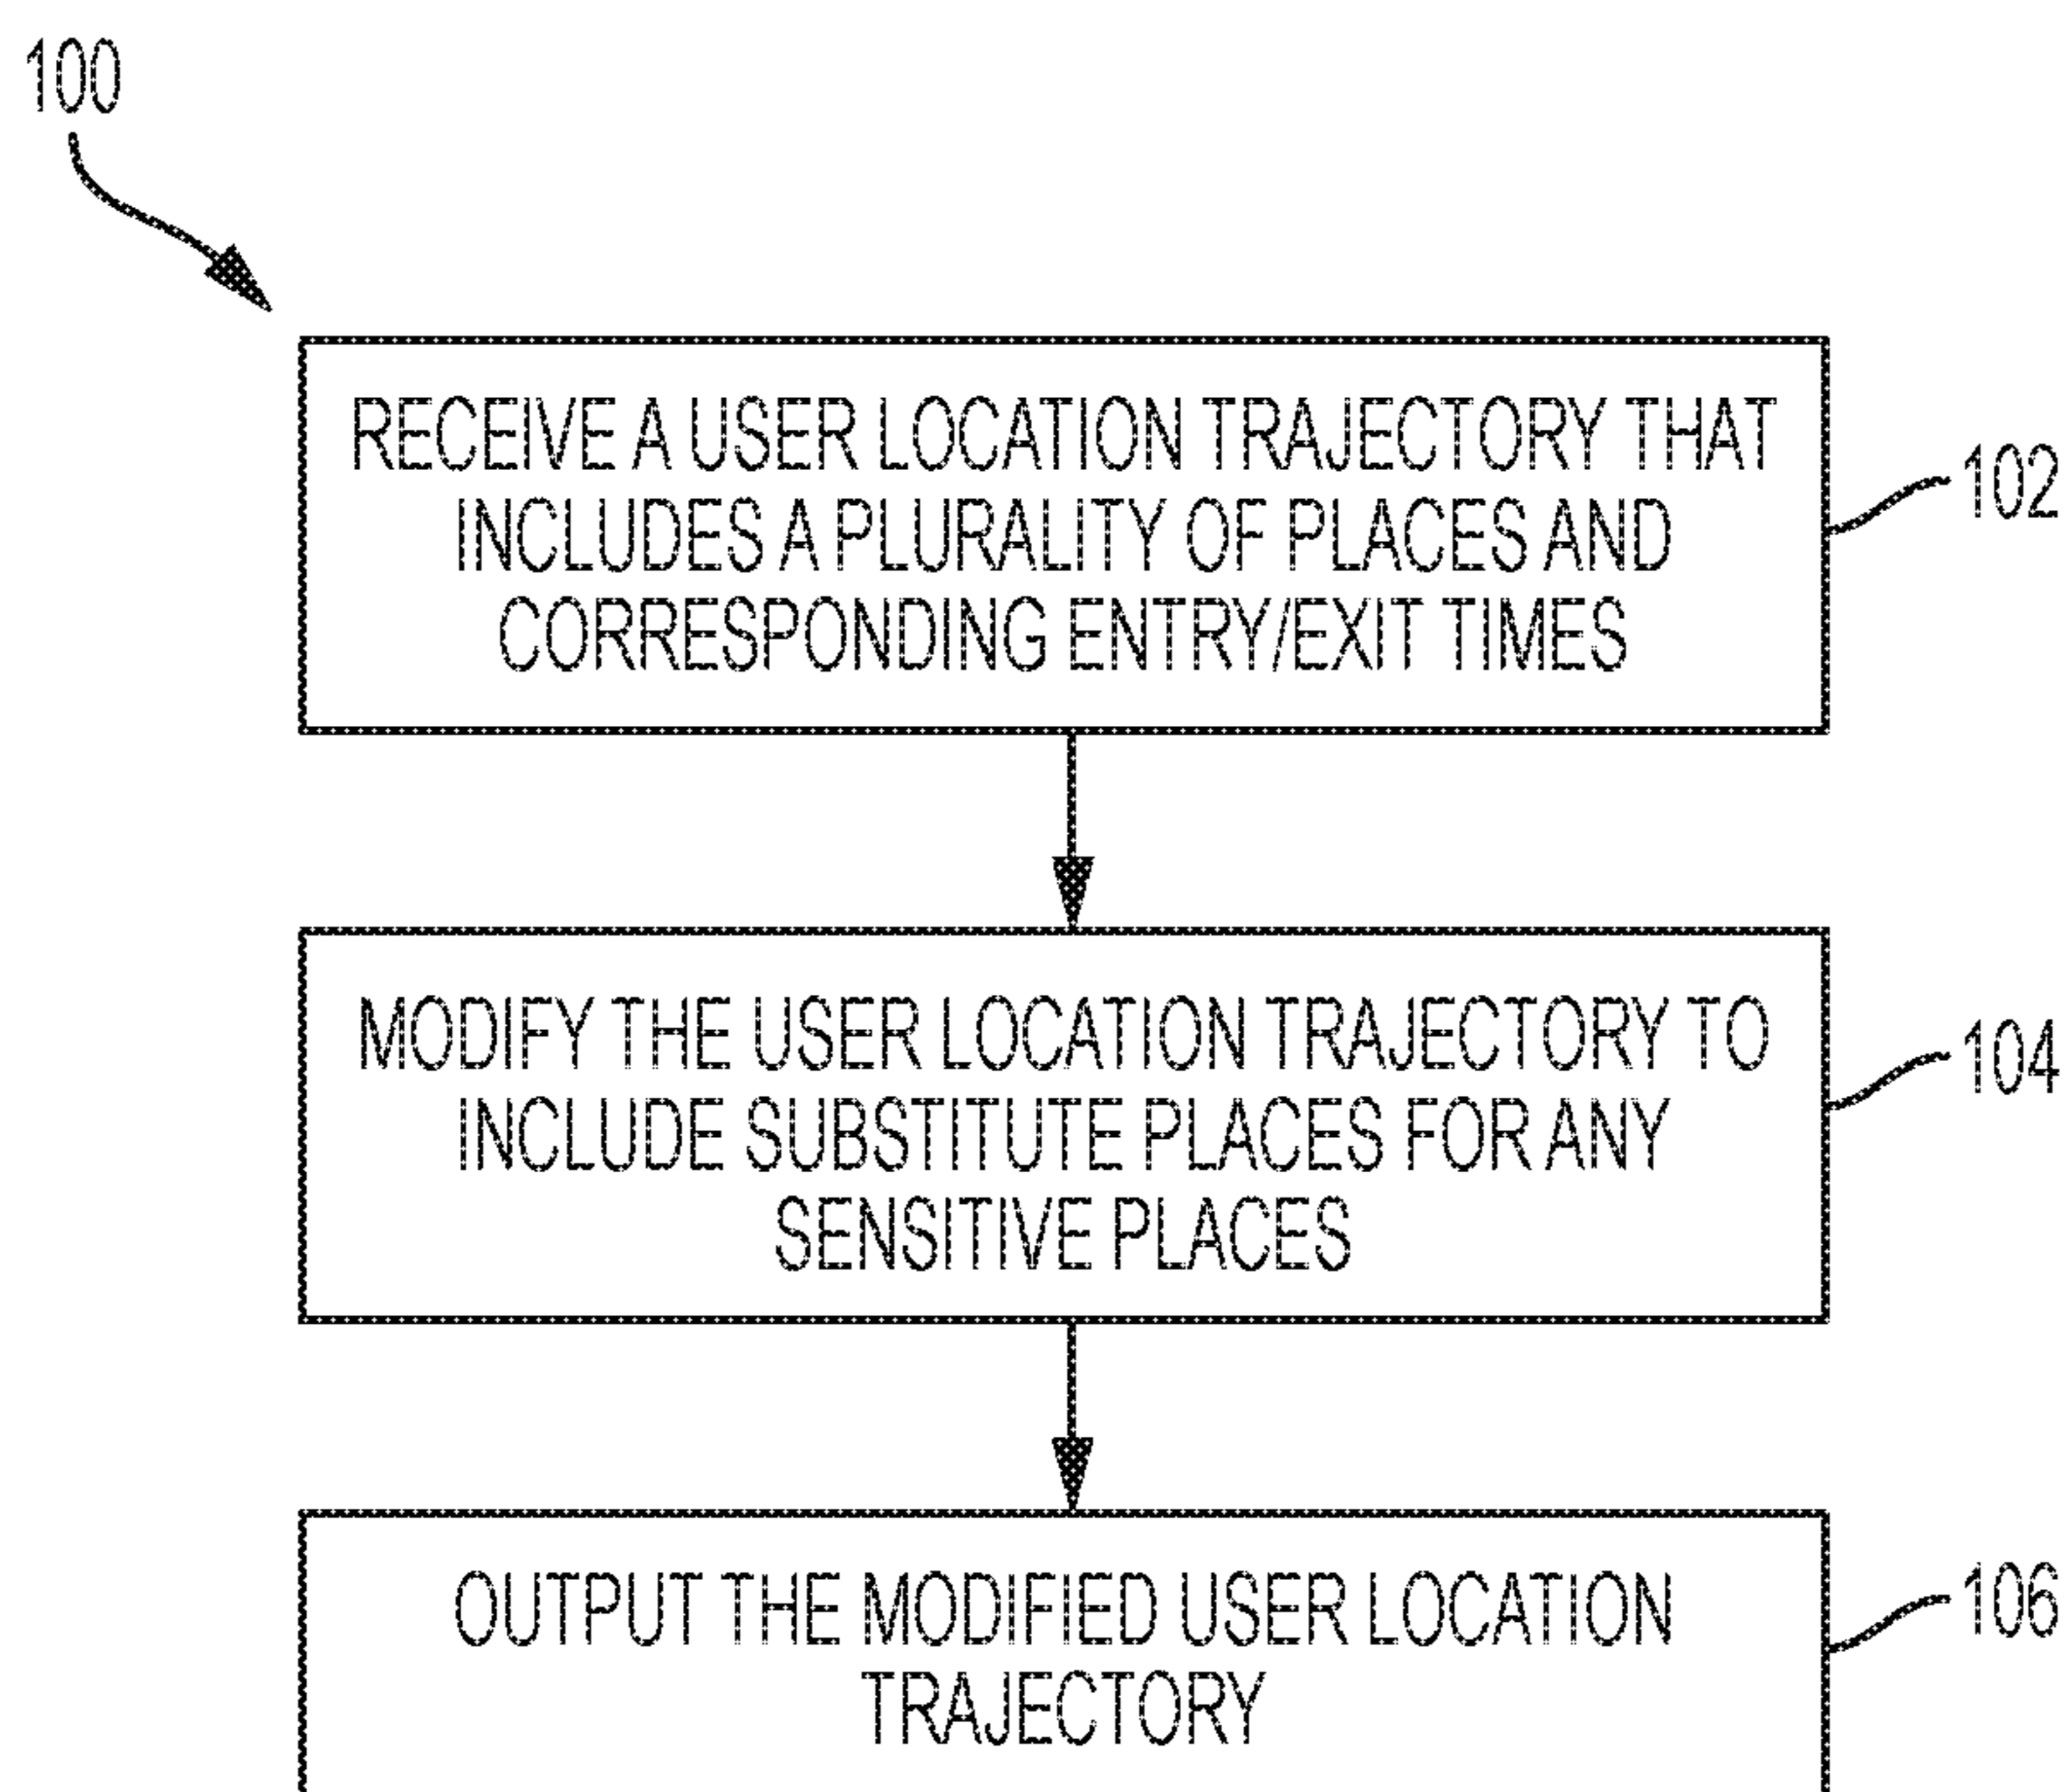 100
RECEIVE A USER LOCATION TRAJECTORY THAT
INCLUDES A PLURALITY OF PLACES AND
CORRESPONDING ENTRY/EXIT TIMES
102
MODIFY THE USER LOCATION TRAJECTORY TO
INCLUDE SUBSTITUTE PLACES FOR ANY
SENSITIVE PLACES
104
OUTPUT THE MODIFIED USER LOCATION
TRAJECTORY
106